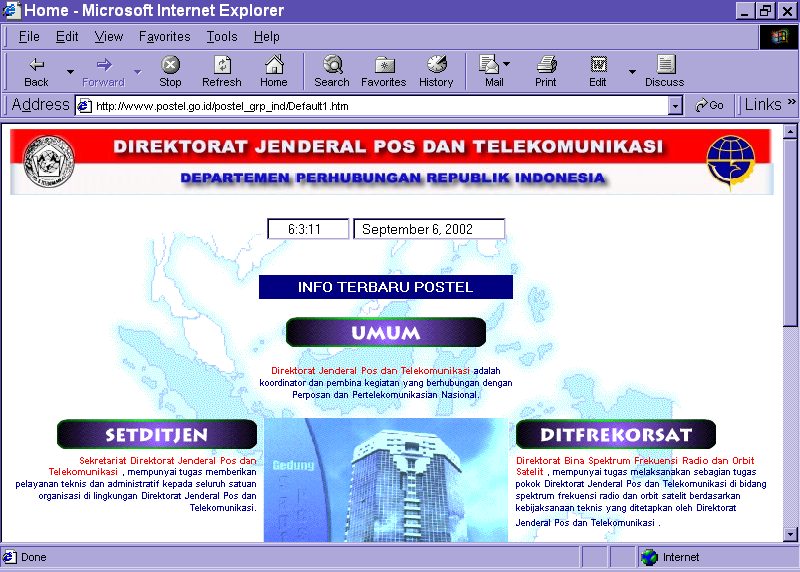 Home - Microsoft Internet Explorer
File Edit View Favorites Tools Help
Back Forward Stop Refresh Home Search Favorites History Mail Print Edit Discuss
Address http://www.postel.go.id/postel_grp_ind/Default1.htm Go Links »
DIREKTORAT JENDERAL POS DAN TELEKOMUNIKASI
DEPARTEMEN PERHUBUNGAN REPUBLIK INDONESIA
6:3:11 September 6, 2002
INFO TERBARU POSTEL
UMUM
Direktorat Jenderal Pos dan Telekomunikasi adalah
koordinator dan pembina kegiatan yang berhubungan dengan
Perposan dan Pertelekomunikasian Nasional.
SETDITJEN
Sekretariat Direktorat Jenderal Pos dan
Telekomunikasi , mempunyai tugas memberikan
pelayanan teknis dan administratif kepada seluruh satuan
organisasi di lingkungan Direktorat Jenderal Pos dan
Telekomunikasi.
Gedung
DITFREKORSAT
Direktorat Bina Spektrum Frekuensi Radio dan Orbit
Satelit , mempunyai tugas melaksanakan sebagian tugas
pokok Direktorat Jenderal Pos dan Telekomunikasi di bidang
spektrum frekuensi radio dan orbit satelit berdasarkan
kebijaksanaan teknis yang ditetapkan oleh Direktorat
Jenderal Pos dan Telekomunikasi .
Done Internet